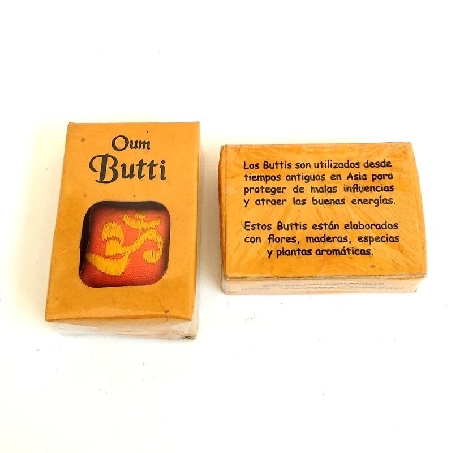 Oum
Butti
Los Buttis son utilizados desde
tiempos antiguos en Asia para
proteger de malas influencias
y atraer las buenas energías.
Estos Buttis están elaborados
con flores, maderas, especias
y plantas aromáticas.